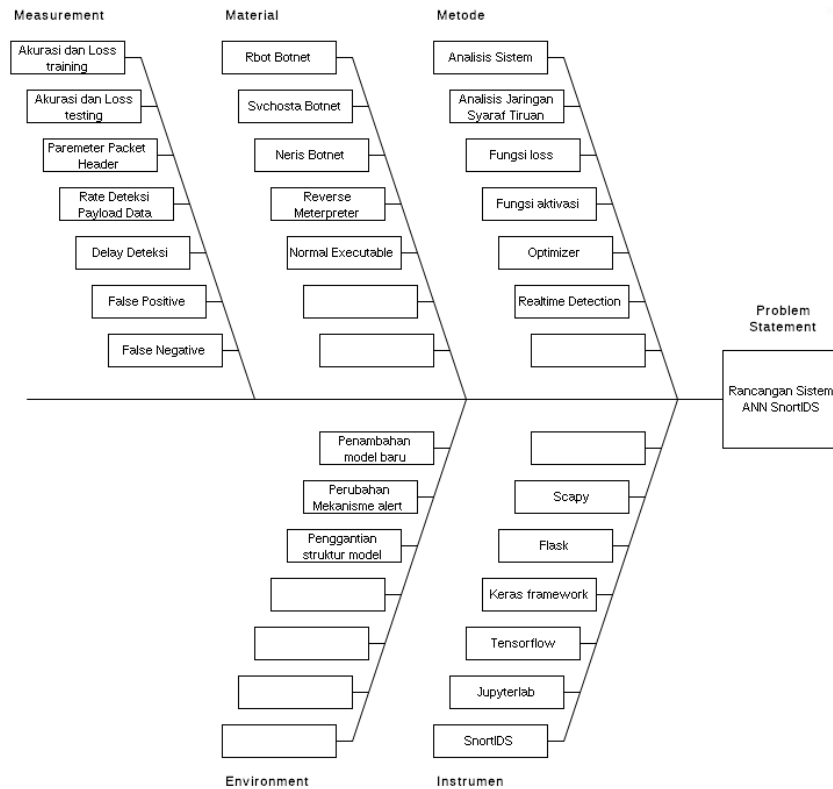 Measurement
Material
Metode
Akurasi dan Loss
training
Akurasi dan Loss
testing
Paremeter Packet
Header
Rate Deteksi
Payload Data
Delay Deteksi
False Positive
False Negative
Rbot Botnet
Svchosta Botnet
Neris Botnet
Reverse
Meterpreter
Normal Executable
Analisis Sistem
Analisis Jaringan
Syaraf Tiruan
Fungsi loss
Fungsi aktivasi
Optimizer
Realtime Detection
Problem
Statement
Rancangan Sistem
ANN SnortIDS
Penambahan
model baru
Perubahan
Mekanisme alert
Penggantian
struktur model
Scapy
Flask
Keras framework
Tensorflow
Jupyterlab
SnortIDS
Environment
Instrumen